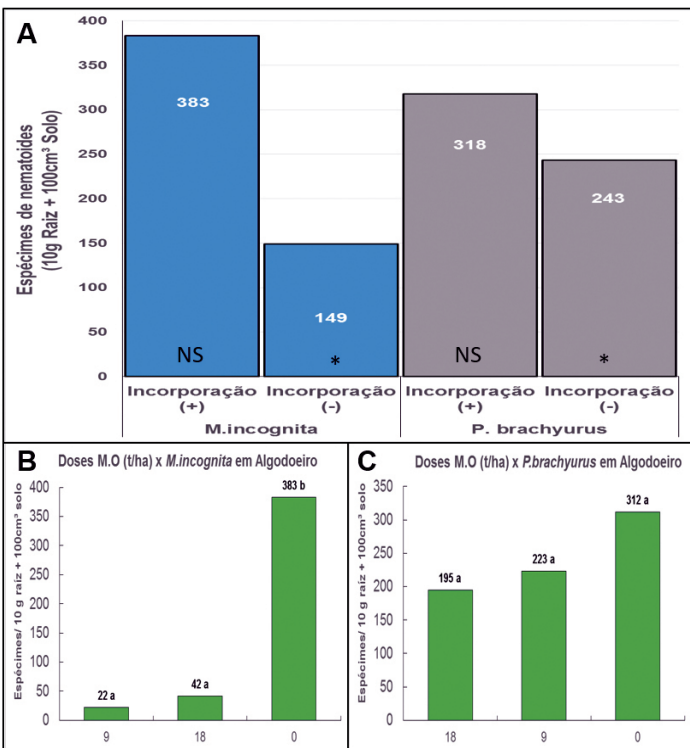 A
Espécimes de nematoides
(10g Raiz + 100cm³ Solo)
400
350
300
250
200
150
100
50
0
383
149
318
243
NS
*
NS
*
Incorporação
(+)
Incorporação
(-)
Incorporação
(+)
Incorporação
(-)
M.incognita
P. brachyurus
B
Doses M.O (t/ha) x M.incognita em Algodoeiro
Espécimes/ 10 g raíz + 100cm³ solo
400
350
300
250
200
150
100
50
0
22 a
42 a
383 b
9
18
0
C
Doses M.O (t/ha) x P.brachyurus em Algodoeiro
Espécimes/ 10 g raíz + 100cm³ solo
350
300
250
200
150
100
50
0
195 a
223 a
312 a
18
9
0